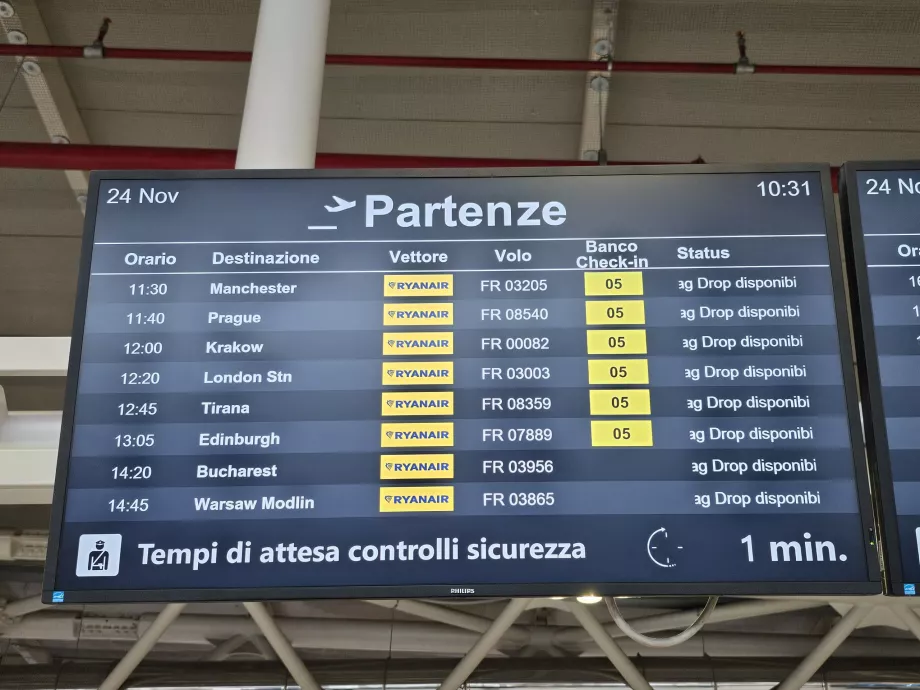 24 Nov Partenze 10:31
Orario Destinazione Vettore Volo Banco Check-in Status
11:30 Manchester RYANAIR FR 03205 05 ag Drop disponibi
11:40 Prague RYANAIR FR 08540 05 ag Drop disponibi
12:00 Krakow RYANAIR FR 00082 05 ag Drop disponibi
12:20 London Stn RYANAIR FR 03003 05 ag Drop disponibi
12:45 Tirana RYANAIR FR 08359 05 ag Drop disponibi
13:05 Edinburgh RYANAIR FR 07889 05 ag Drop disponibi
14:20 Bucharest RYANAIR FR 03956 ag Drop disponibi
14:45 Warsaw Modlin RYANAIR FR 03865 ag Drop disponibi
Tempi di attesa controlli sicurezza 1 min.
PHILIPS
24 No